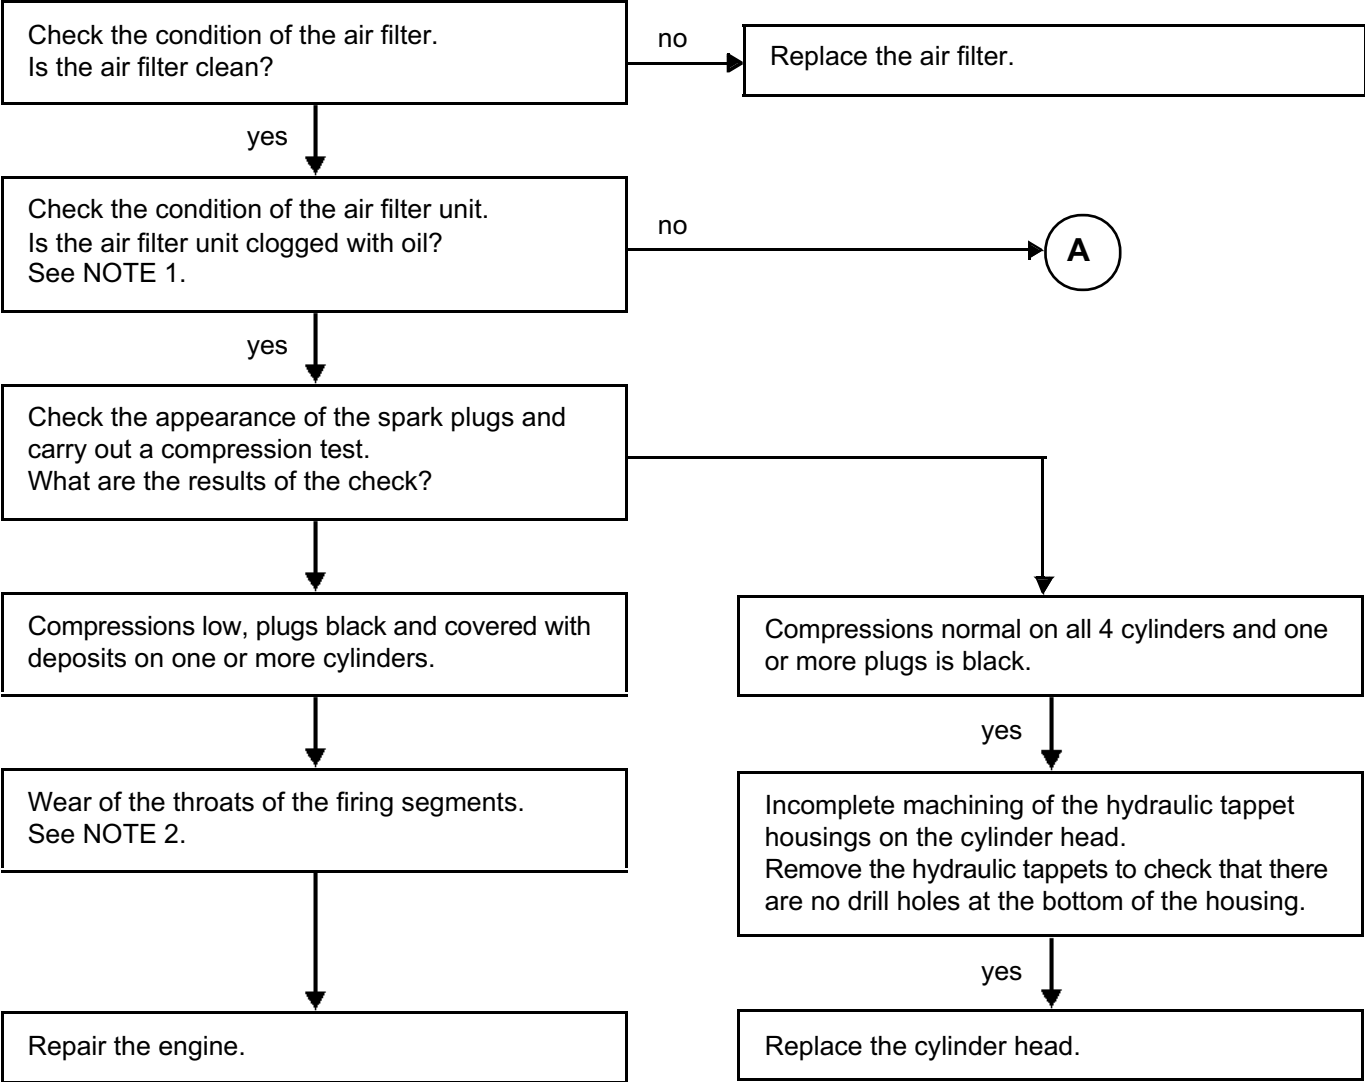 Check the condition of the air filter.
Is the air filter clean?
no
Replace the air filter.
yes
Check the condition of the air filter unit.
Is the air filter unit clogged with oil?
See NOTE 1.
no
A
yes
Check the appearance of the spark plugs and
carry out a compression test.
What are the results of the check?
Compressions low, plugs black and covered with
deposits on one or more cylinders.
Compressions normal on all 4 cylinders and one
or more plugs is black.
yes
Wear of the throats of the firing segments.
See NOTE 2.
Incomplete machining of the hydraulic tappet
housings on the cylinder head.
Remove the hydraulic tappets to check that there
are no drill holes at the bottom of the housing.
yes
Repair the engine.
Replace the cylinder head.